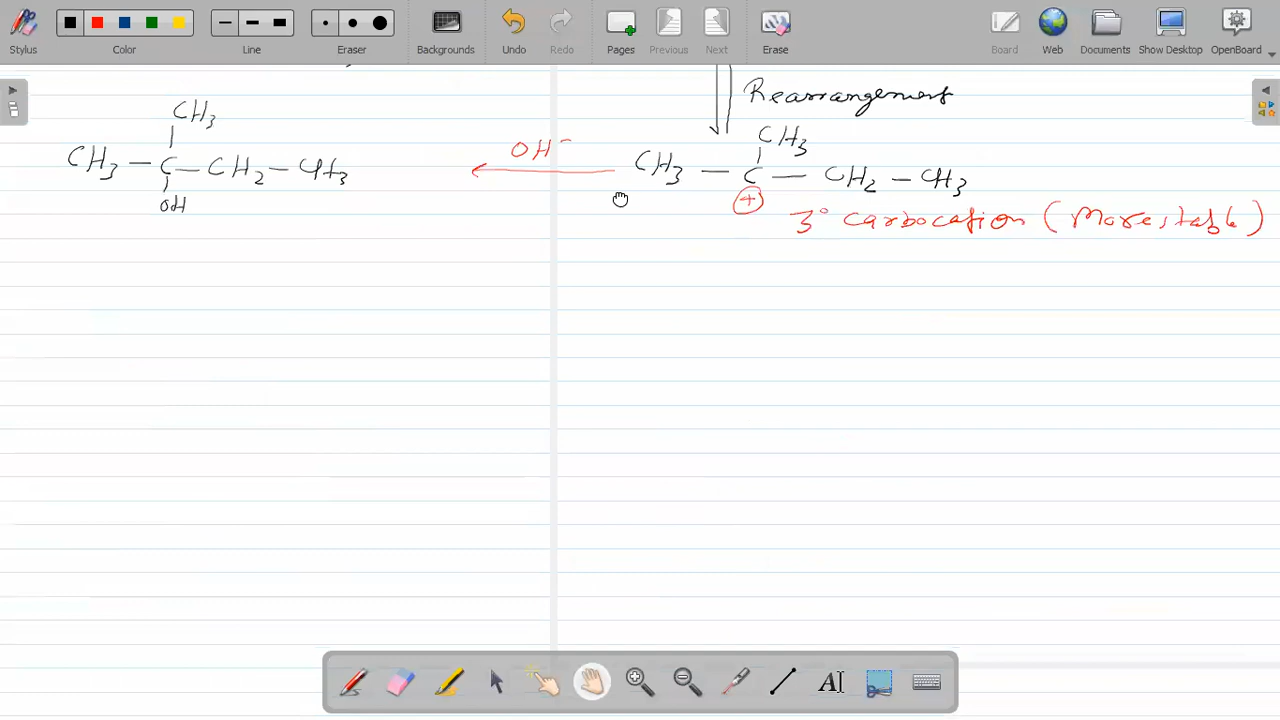 Stylus
Color
Line
Eraser
Backgrounds
Undo
Redo
Pages
Previous
Next
Erase
Board
Web
Documents
Show Desktop
OpenBoard
Rearrangement
CH3
CH3 — C — CH2 — CH3
OH
OH⁻
CH3
CH3 — C — CH2 — CH3
+
3° carbocation (More stable)
AI